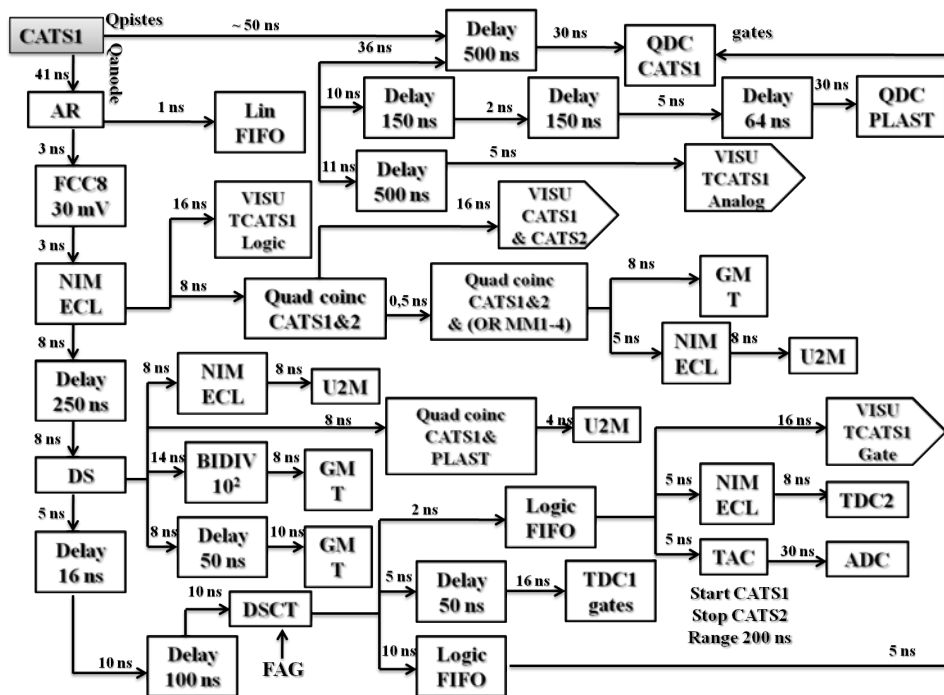 CATS1
Qpistes
~ 50 ns
Delay
500 ns
30 ns
QDC
CATS1
gates
Qanode
41 ns
36 ns
AR
1 ns
Lin
FIFO
10 ns
Delay
150 ns
2 ns
Delay
150 ns
5 ns
Delay
64 ns
30 ns
QDC
PLAST
3 ns
FCC8
30 mV
11 ns
Delay
500 ns
5 ns
VISU
TCATS1
Analog
16 ns
VISU
TCATS1
Logic
16 ns
VISU
CATS1
& CATS2
3 ns
NIM
ECL
8 ns
Quad coinc
CATS1&2
0,5 ns
Quad coinc
CATS1&2
& (OR MM1-4)
8 ns
GM
T
5 ns
NIM
ECL
8 ns
U2M
8 ns
Delay
250 ns
8 ns
NIM
ECL
8 ns
U2M
8 ns
Quad coinc
CATS1&
PLAST
4 ns
U2M
16 ns
VISU
TCATS1
Gate
8 ns
DS
14 ns
BIDIV
10²
8 ns
GM
T
5 ns
NIM
ECL
8 ns
TDC2
5 ns
Delay
16 ns
8 ns
Delay
50 ns
10 ns
GM
T
2 ns
Logic
FIFO
5 ns
TAC
30 ns
ADC
Start CATS1
Stop CATS2
Range 200 ns
10 ns
Delay
100 ns
10 ns
DSCT
FAG
5 ns
Delay
50 ns
16 ns
TDC1
gates
10 ns
Logic
FIFO
5 ns